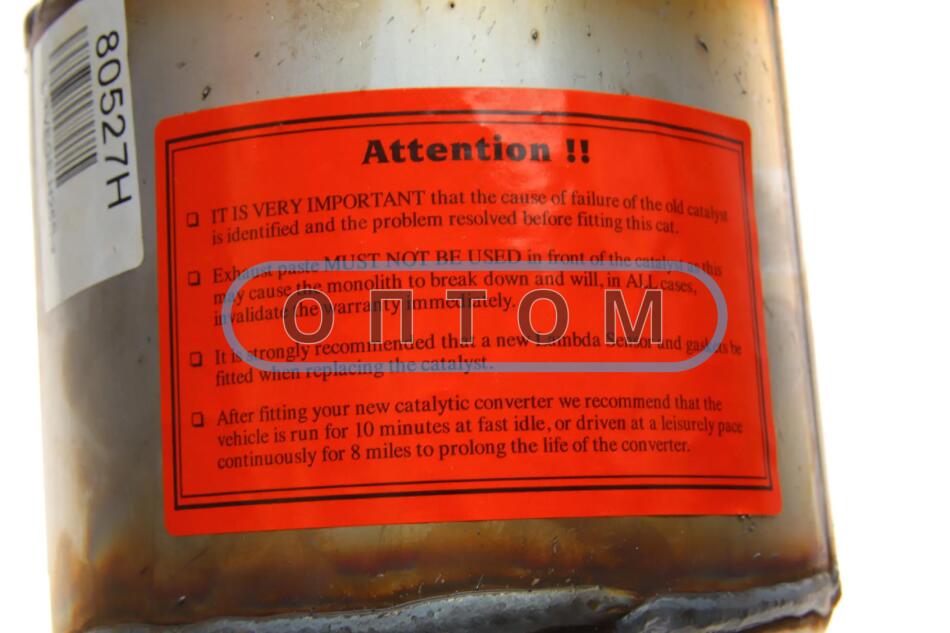 80527H
Attention !!
❏ IT IS VERY IMPORTANT that the cause of failure of the old catalyst
is identified and the problem resolved before fitting this cat.
❏ Exhaust paste MUST NOT BE USED in front of the catalyst as this
may cause the monolith to break down and will, in ALL cases,
invalidate the warranty immediately.
❏ It is strongly recommended that a new Lambda Sensor and gaskets be
fitted when replacing the catalyst.
❏ After fitting your new catalytic converter we recommend that the
vehicle is run for 10 minutes at fast idle, or driven at a leisurely pace
continuously for 8 miles to prolong the life of the converter.
ОПТОМ